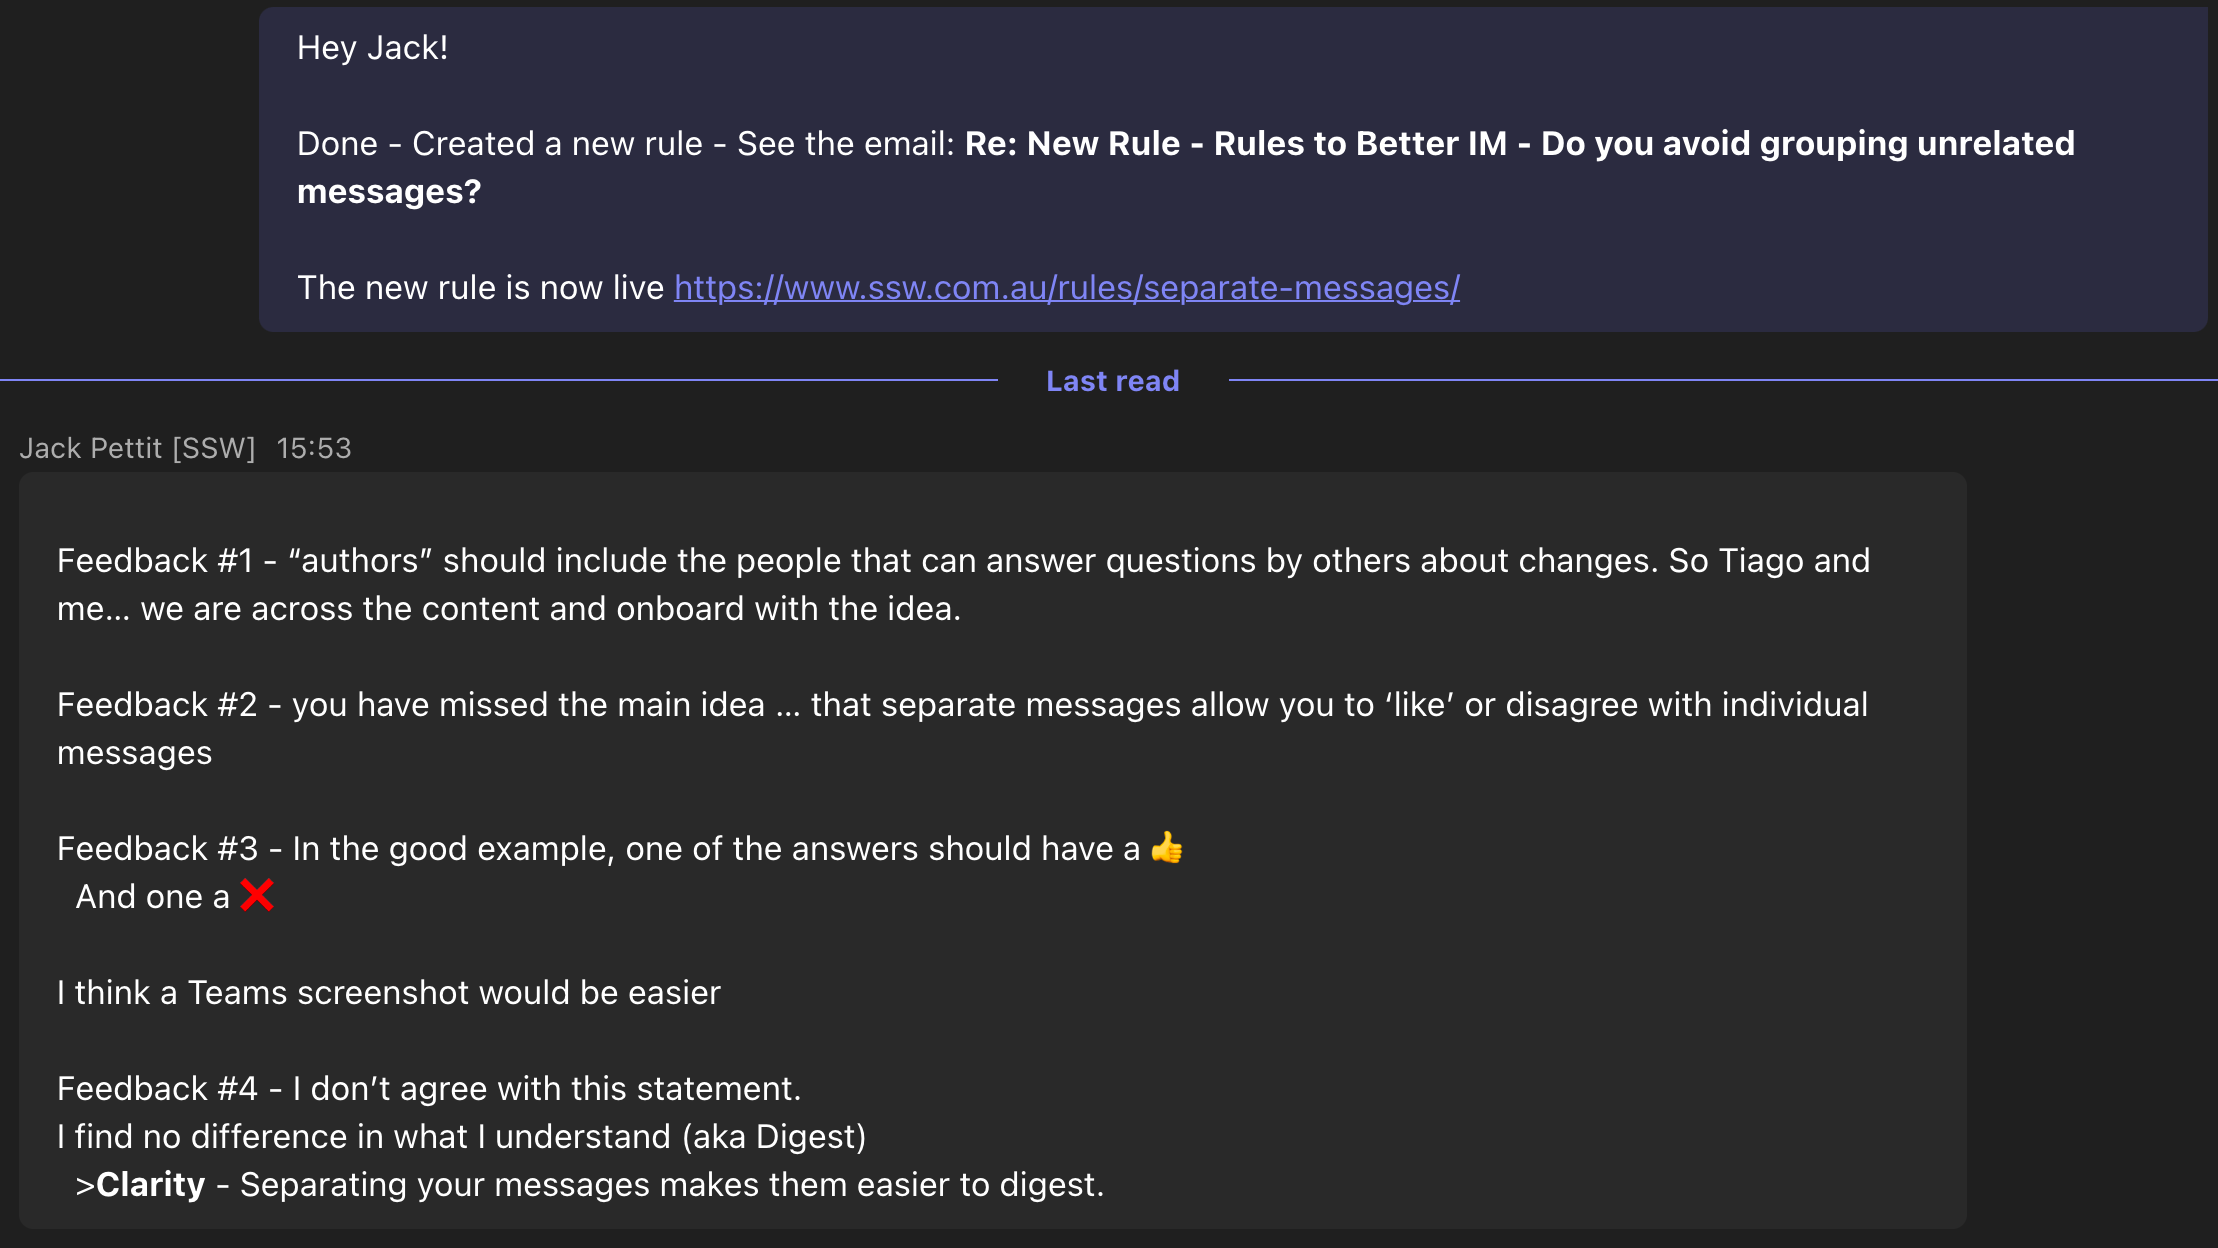 Hey Jack!
Done - Created a new rule - See the email: Re: New Rule - Rules to Better IM - Do you avoid grouping unrelated
messages?
The new rule is now live https://www.ssw.com.au/rules/separate-messages/
Last read
Jack Pettit [SSW] 15:53
Feedback #1 - “authors” should include the people that can answer questions by others about changes. So Tiago and
me... we are across the content and onboard with the idea.
Feedback #2 - you have missed the main idea ... that separate messages allow you to ‘like’ or disagree with individual
messages
Feedback #3 - In the good example, one of the answers should have a 👍
And one a ❌
I think a Teams screenshot would be easier
Feedback #4 - I don’t agree with this statement.
I find no difference in what I understand (aka Digest)
>Clarity - Separating your messages makes them easier to digest.